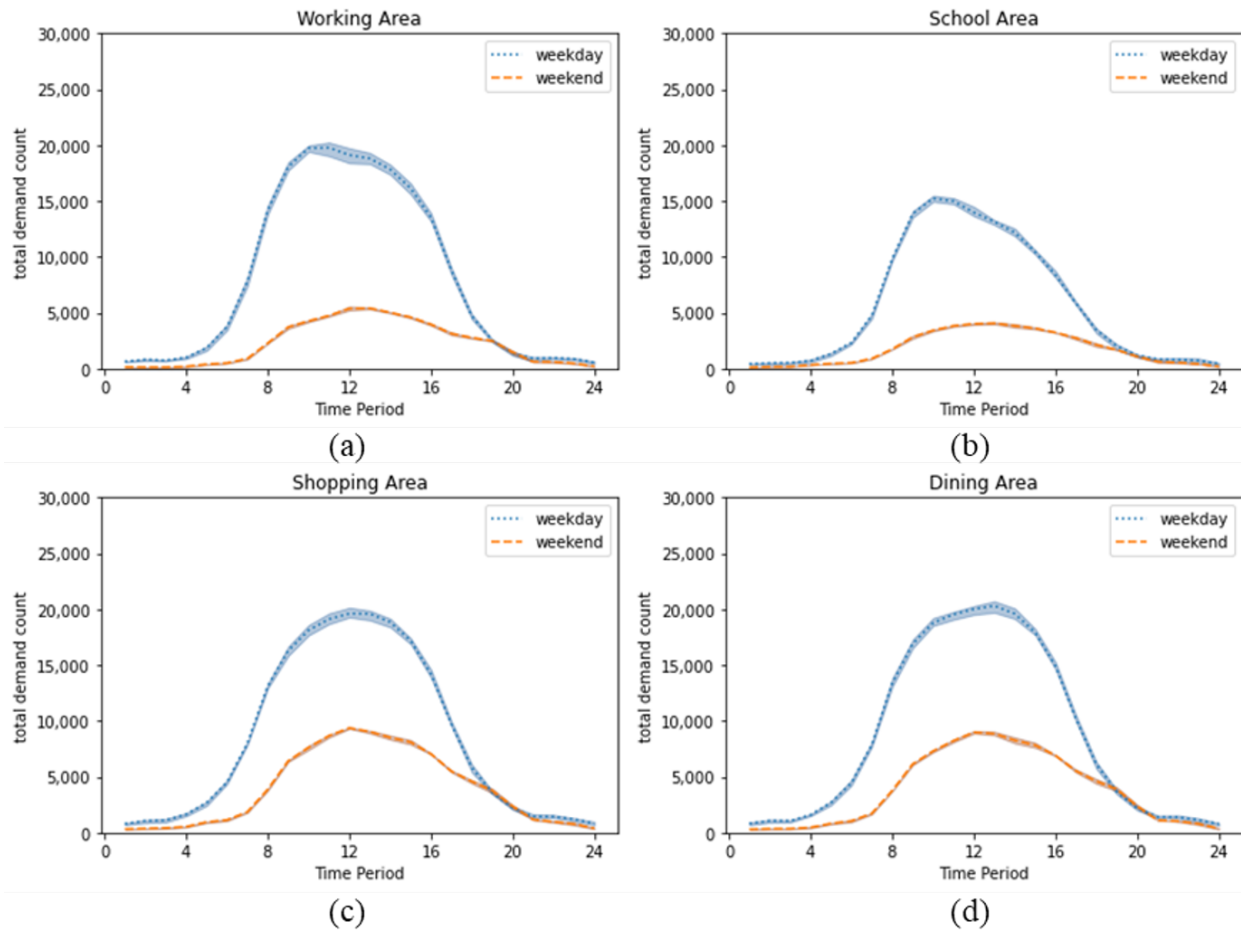 Working Area
30,000
25,000
20,000
15,000
10,000
5,000
0
total demand count
0 4 8 12 16 20 24
Time Period
weekday
weekend
(a)
School Area
30,000
25,000
20,000
15,000
10,000
5,000
0
total demand count
0 4 8 12 16 20 24
Time Period
weekday
weekend
(b)
Shopping Area
30,000
25,000
20,000
15,000
10,000
5,000
0
total demand count
0 4 8 12 16 20 24
Time Period
weekday
weekend
(c)
Dining Area
30,000
25,000
20,000
15,000
10,000
5,000
0
total demand count
0 4 8 12 16 20 24
Time Period
weekday
weekend
(d)